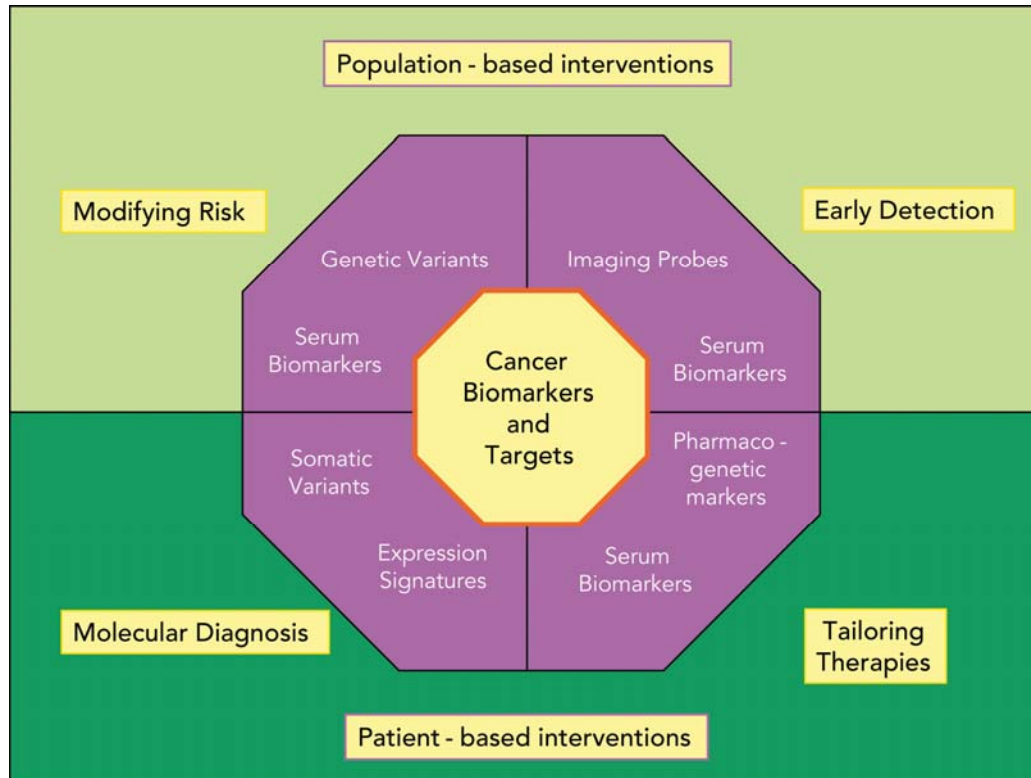 Population - based interventions
Modifying Risk
Early Detection
Genetic Variants
Imaging Probes
Serum
Biomarkers
Cancer
Biomarkers
and
Targets
Serum
Biomarkers
Somatic
Variants
Pharmaco -
genetic
markers
Expression
Signatures
Serum
Biomarkers
Molecular Diagnosis
Tailoring
Therapies
Patient - based interventions